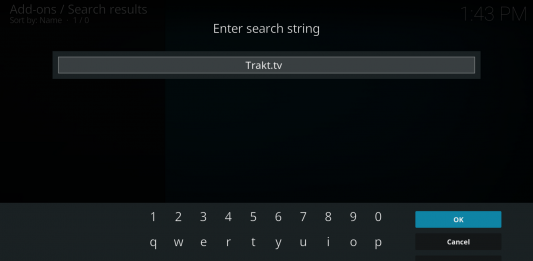 Add-ons / Search results
Sort by: Name · 1 / 0
1:43 PM
Enter search string
Trakt.tv
1 2 3 4 5 6 7 8 9 0
OK
q w e r t y u i o p
Cancel